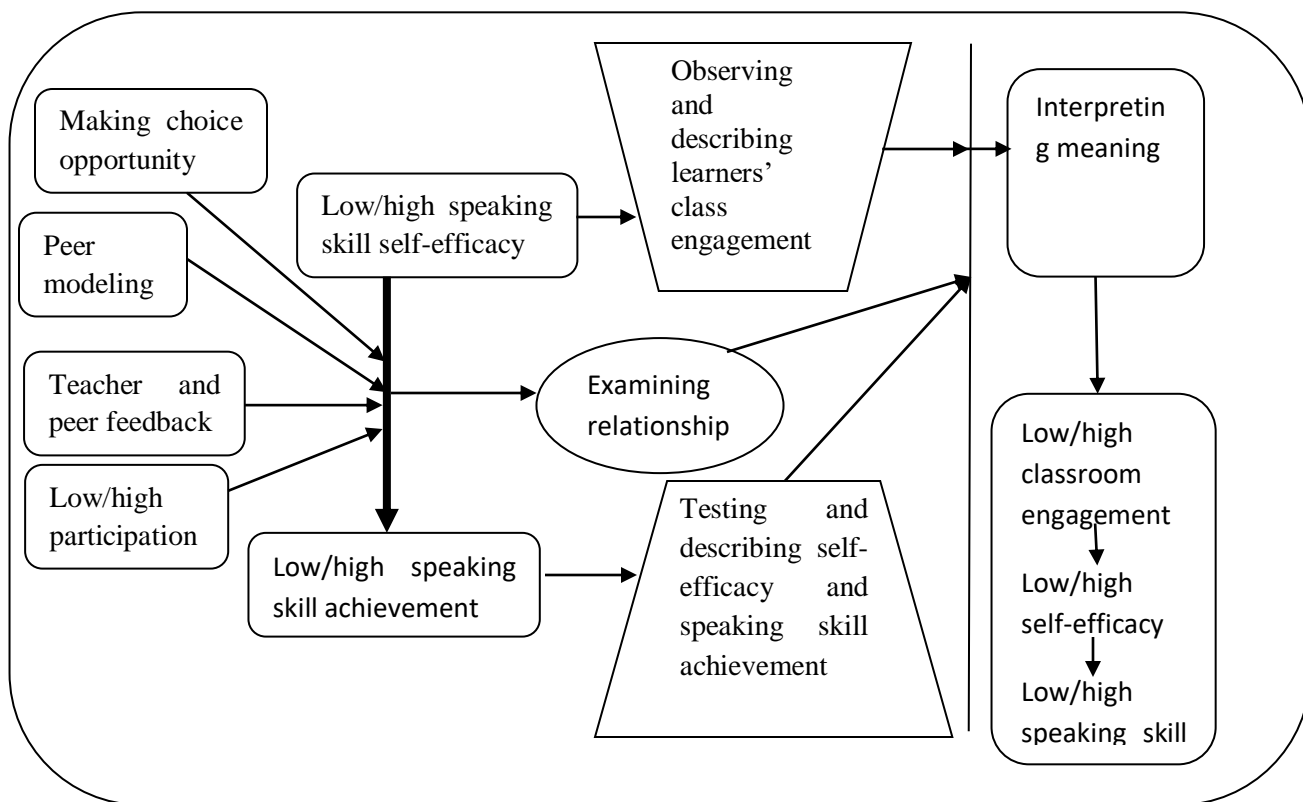 Making choice
opportunity
Peer
modeling
Teacher and
peer feedback
Low/high
participation
Low/high speaking
skill self-efficacy
Low/high speaking
skill achievement
Observing
and
describing
learners’
class
engagement
Examining
relationship
Testing and
describing self-
efficacy and
speaking skill
achievement
Interpretin
g meaning
Low/high
classroom
engagement
Low/high
self-efficacy
Low/high
speaking skill